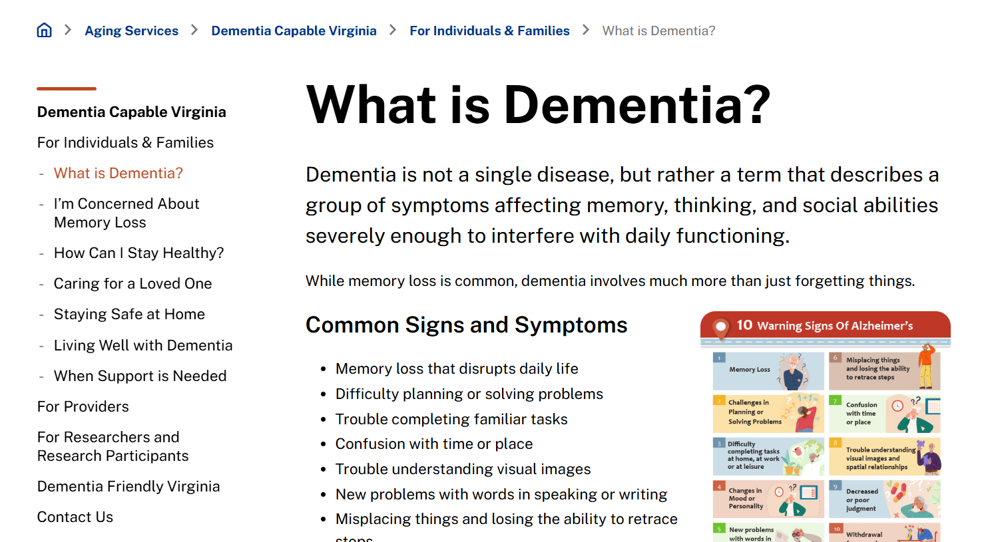 Aging Services
Dementia Capable Virginia
For Individuals & Families
What is Dementia?
Dementia Capable Virginia
For Individuals & Families
- What is Dementia?
- I’m Concerned About
Memory Loss
- How Can I Stay Healthy?
- Caring for a Loved One
- Staying Safe at Home
- Living Well with Dementia
- When Support is Needed
For Providers
For Researchers and
Research Participants
Dementia Friendly Virginia
Contact Us
What is Dementia?
Dementia is not a single disease, but rather a term that describes a
group of symptoms affecting memory, thinking, and social abilities
severely enough to interfere with daily functioning.
While memory loss is common, dementia involves much more than just forgetting things.
Common Signs and Symptoms
• Memory loss that disrupts daily life
• Difficulty planning or solving problems
• Trouble completing familiar tasks
• Confusion with time or place
• Trouble understanding visual images
• New problems with words in speaking or writing
• Misplacing things and losing the ability to retrace
steps
10 Warning Signs Of Alzheimer’s
1
Memory Loss
2
Challenges in
Planning or
Solving Problems
3
Difficulty
completing tasks
at home, at work
or at leisure
4
Changes in
Mood or
Personality
5
New problems
with words in
6
Misplacing things
and losing the ability
to retrace steps
7
Confusion
with time
or place
8
Trouble understanding
visual images and
spatial relationships
9
Decreased
or poor
judgment
10
Withdrawal